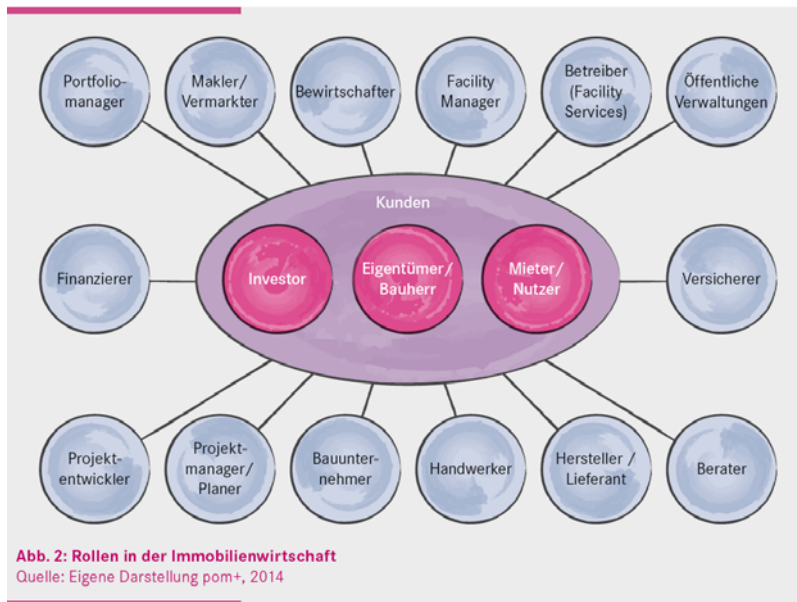 Portfolio-
manager
Makler/
Vermarkter
Bewirtschafter
Facility
Manager
Betreiber
(Facility
Services)
Öffentliche
Verwaltungen
Kunden
Finanzierer
Investor
Eigentümer/
Bauherr
Mieter/
Nutzer
Versicherer
Projekt-
entwickler
Projekt-
manager/
Planer
Bauunter-
nehmer
Handwerker
Hersteller /
Lieferant
Berater
Abb. 2: Rollen in der Immobilienwirtschaft
Quelle: Eigene Darstellung pom+, 2014